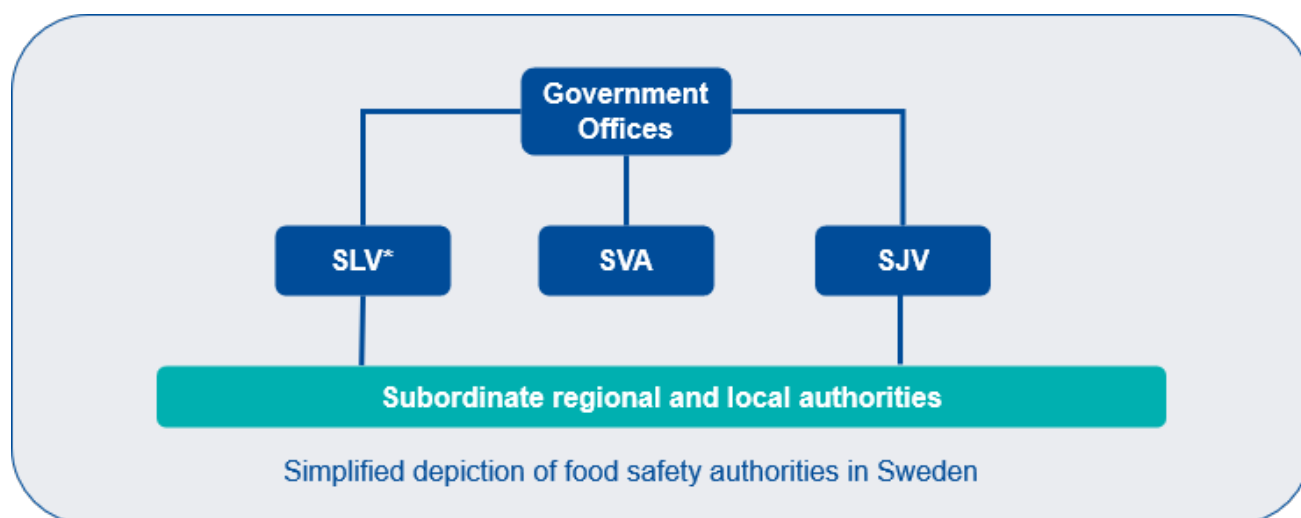 Government
Offices
SLV*
SVA
SJV
Subordinate regional and local authorities
Simplified depiction of food safety authorities in Sweden